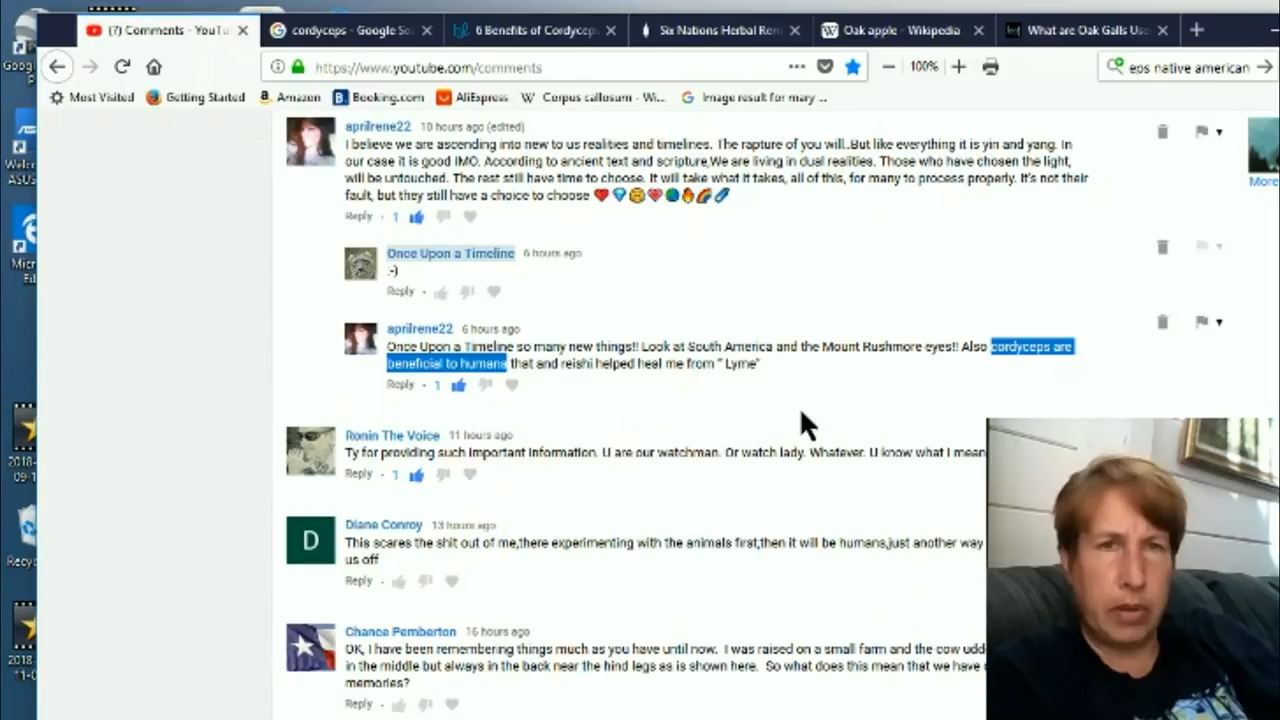 (7) Comments - YouTu
cordyceps - Google Se
6 Benefits of Cordycep
Six Nations Herbal Rem
Oak apple - Wikipedia
What are Oak Galls Use
https://www.youtube.com/comments
100%
eps native american
Most Visited
Getting Started
Amazon
Booking.com
AliExpress
Corpus callosum - Wi...
Image result for mary ...
aprilrene22 10 hours ago (edited)
I believe we are ascending into new to us realities and timelines. The rapture of you will..But like everything it is yin and yang. In
our case it is good IMO. According to ancient text and scripture,We are living in dual realities. Those who have chosen the light,
will be untouched. The rest still have time to choose. It will take what it takes, all of this, for many to process properly. It's not their
fault, but they still have a choice to choose ❤️💎🌞💗🌎🔥🌈
Reply · 1
Once Upon a Timeline 6 hours ago
:-)
Reply ·
aprilrene22 6 hours ago
Once Upon a Timeline so many new things!! Look at South America and the Mount Rushmore eyes!! Also cordyceps are
beneficial to humans that and reishi helped heal me from " Lyme"
Reply · 1
Ronin The Voice 11 hours ago
Ty for providing such important information. U are our watchman. Or watch lady. Whatever. U know what I mean
Reply · 1
Diane Conroy 13 hours ago
D
This scares the shit out of me,there experimenting with the animals first,then it will be humans,just another way
us off
Reply ·
Chance Pemberton 16 hours ago
OK, I have been remembering things much as you have until now. I was raised on a small farm and the cow udd
in the middle but always in the back near the hind legs as is shown here. So what does this mean that we have
memories?
Reply ·
More
Goog
Welco
ASUS
Micr
Ed
2018-
09-1
Recyc
2018-
11-0